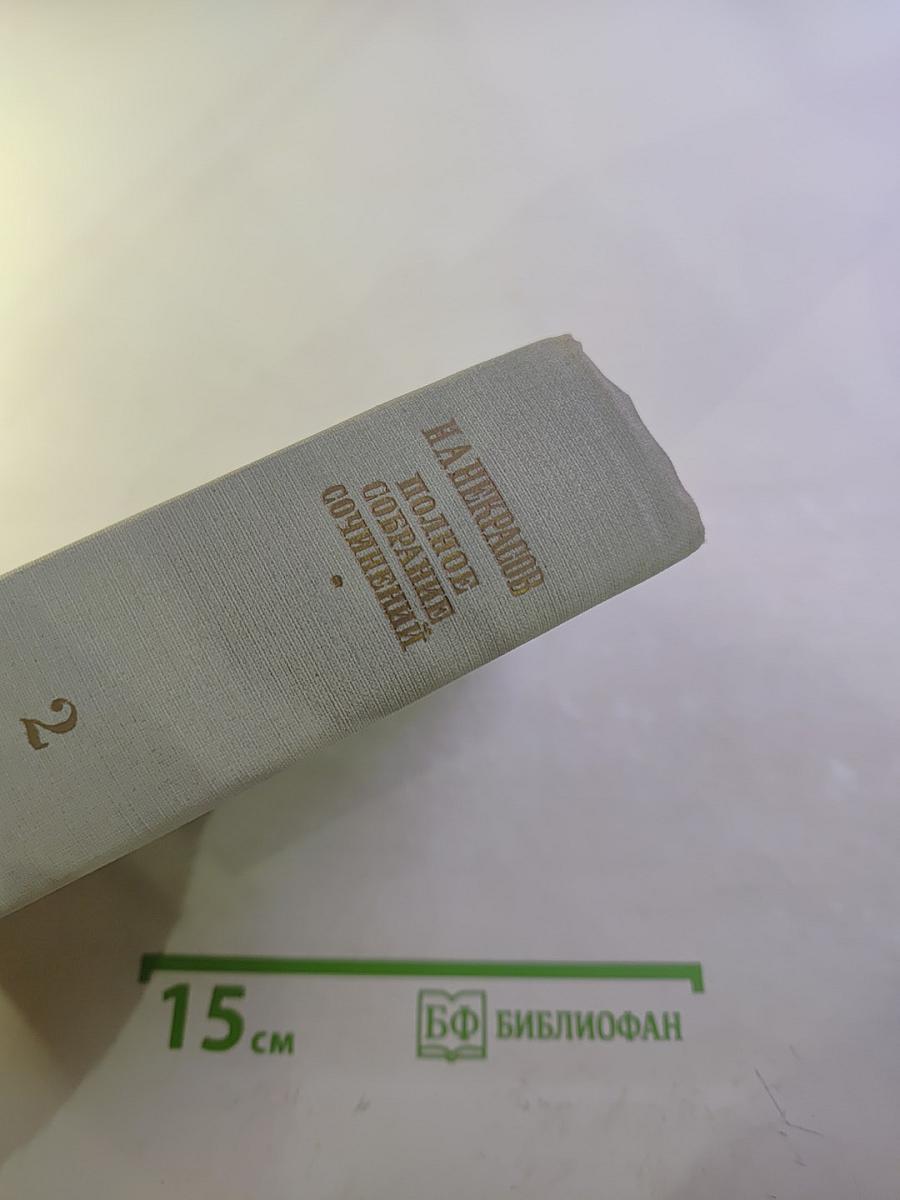 Н А НЕКРАСОВ
ПОЛНОЕ
СОБРАНИЕ
СОЧИНЕНИЙ
2
15 см
БФ БИБЛИОФАН